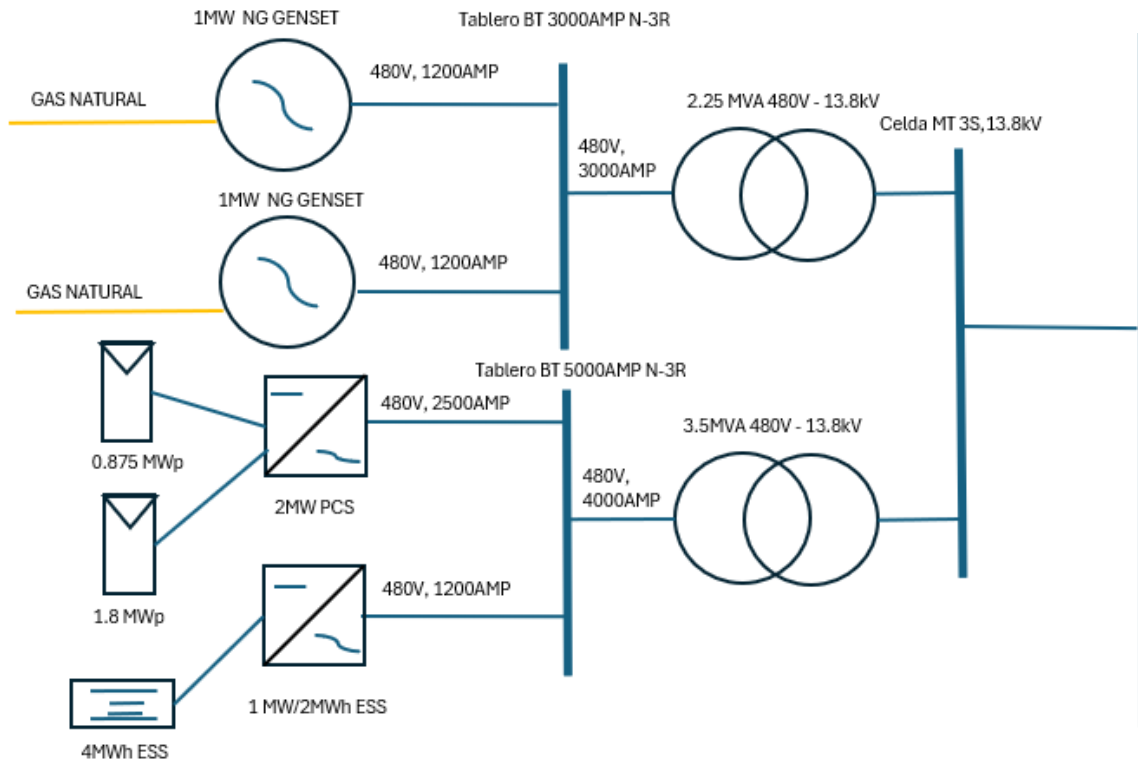 1MW NG GENSET
Tablero BT 3000AMP N-3R
480V, 1200AMP
GAS NATURAL
2.25 MVA 480V - 13.8kV
Celda MT 3S,13.8kV
480V,
3000AMP
1MW NG GENSET
480V, 1200AMP
GAS NATURAL
Tablero BT 5000AMP N-3R
480V, 2500AMP
3.5MVA 480V - 13.8kV
0.875 MWp
480V,
4000AMP
2MW PCS
480V, 1200AMP
1.8 MWp
1 MW/2MWh ESS
4MWh ESS